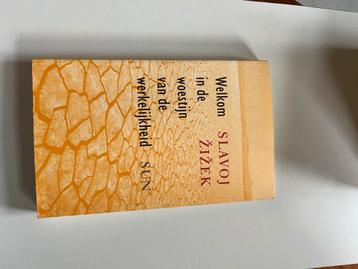 SLAVOJ
ŽIŽEK
Welkom
in de
woestijn
van de
werkelijkheid
SUN